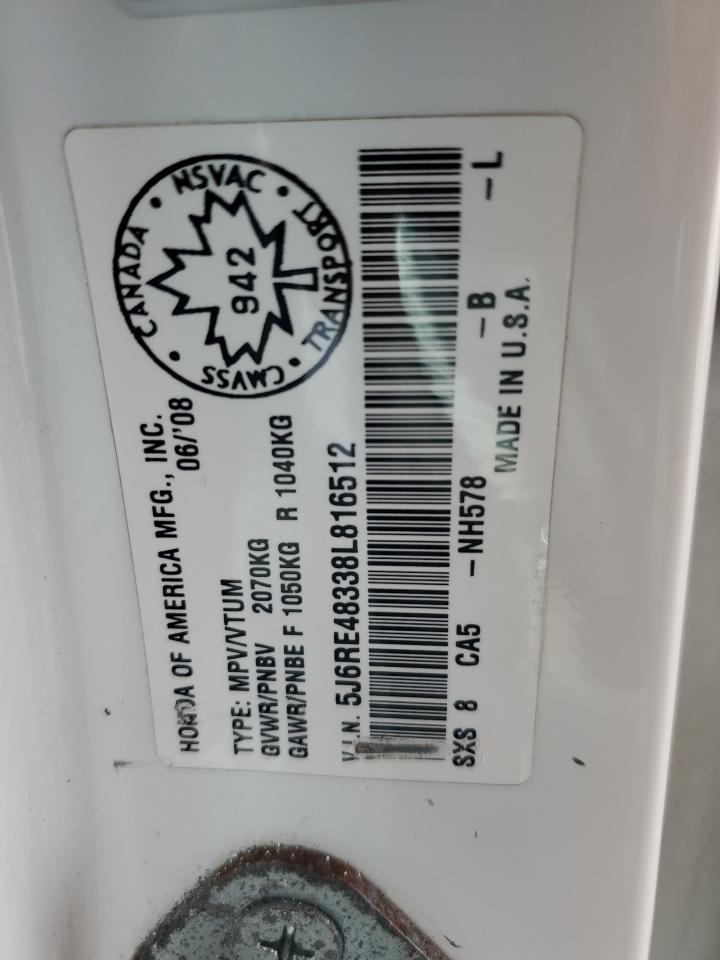 HONDA OF AMERICA MFG., INC.
06/'08
TYPE: MPV/VTUM
GVWR/PNBV 2070KG
GAWR/PNBE F 1050KG R 1040KG
V.I.N. 5J6RE48338L816512
SXS 8 CA5 -NH578 -B -L
MADE IN U.S.A.
CANADA • NSVAC • TRANSPORT • CMVSS •
942